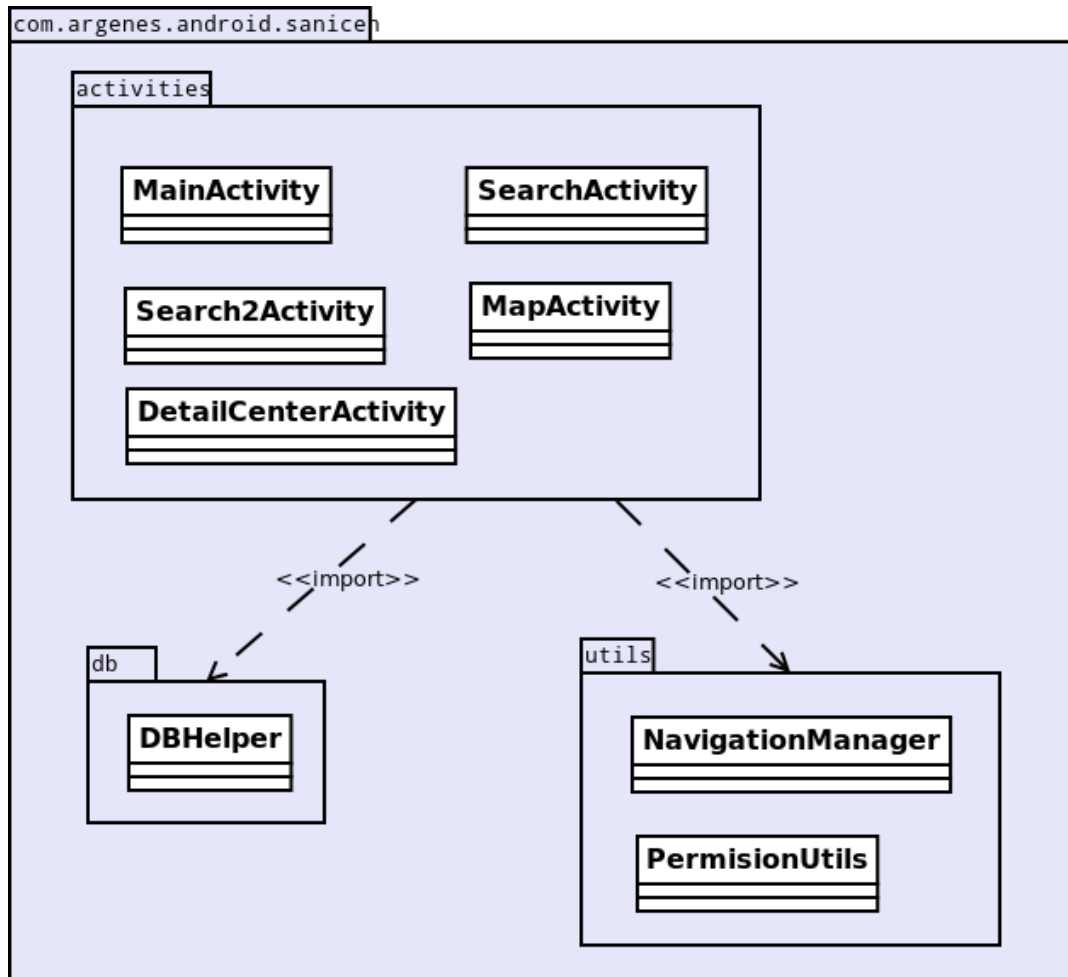 com.argenes.android.sanicen
activities
MainActivity
SearchActivity
Search2Activity
MapActivity
DetailCenterActivity
<<import>>
<<import>>
db
utils
DBHelper
NavigationManager
PermisionUtils